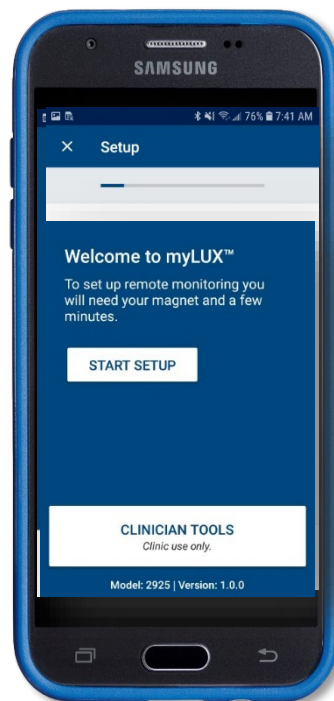 SAMSUNG
76% 7:41 AM
× Setup
Welcome to myLUX™
To set up remote monitoring you
will need your magnet and a few
minutes.
START SETUP
CLINICIAN TOOLS
Clinic use only.
Model: 2925 | Version: 1.0.0